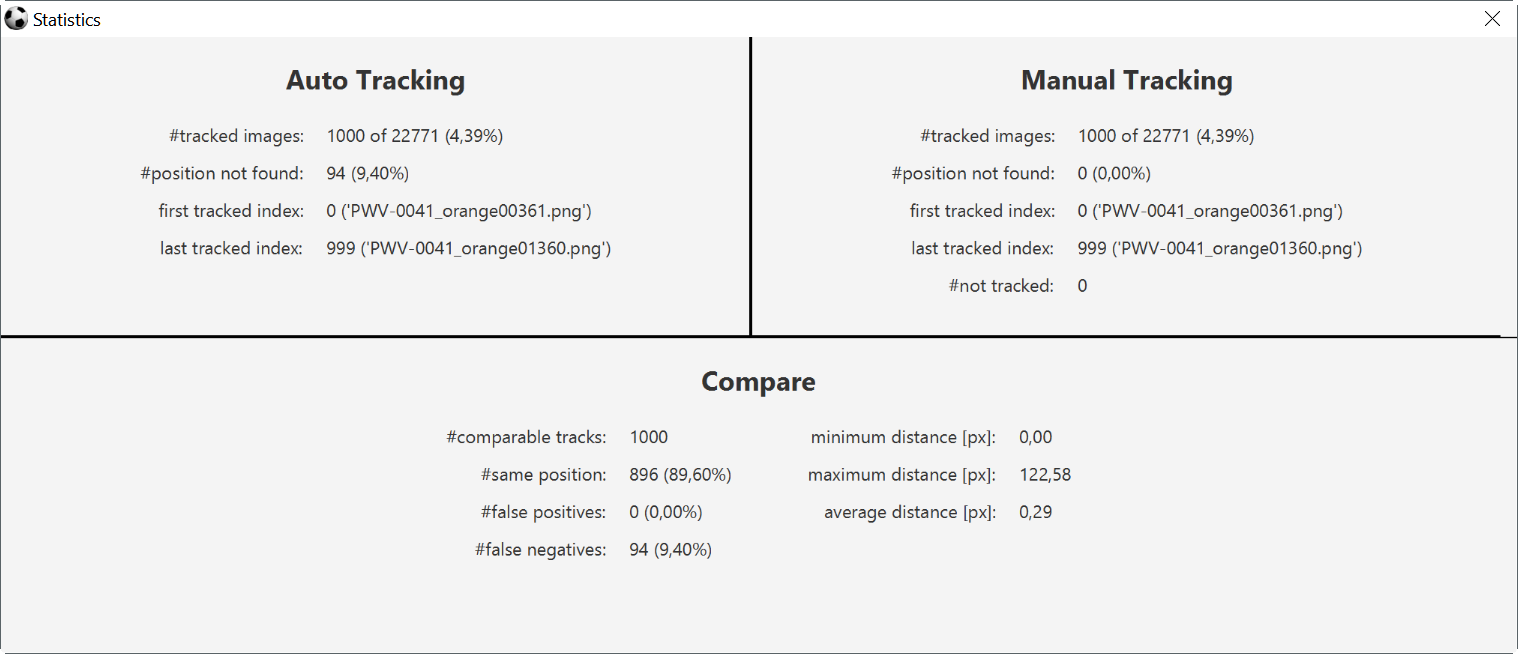 Statistics
Auto Tracking
#tracked images: 1000 of 22771 (4,39%)
#position not found: 94 (9,40%)
first tracked index: 0 ('PWV-0041_orange00361.png')
last tracked index: 999 ('PWV-0041_orange01360.png')
Manual Tracking
#tracked images: 1000 of 22771 (4,39%)
#position not found: 0 (0,00%)
first tracked index: 0 ('PWV-0041_orange00361.png')
last tracked index: 999 ('PWV-0041_orange01360.png')
#not tracked: 0
Compare
#comparable tracks: 1000
#same position: 896 (89,60%)
#false positives: 0 (0,00%)
#false negatives: 94 (9,40%)
minimum distance [px]: 0,00
maximum distance [px]: 122,58
average distance [px]: 0,29